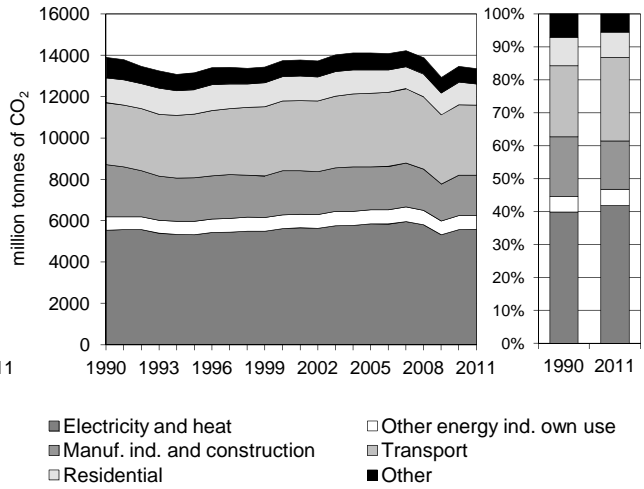 million tonnes of CO2
16000
14000
12000
10000
8000
6000
4000
2000
0
1990 1993 1996 1999 2002 2005 2008 2011
100%
90%
80%
70%
60%
50%
40%
30%
20%
10%
0%
1990 2011
11
Electricity and heat
Other energy ind. own use
Manuf. ind. and construction
Transport
Residential
Other